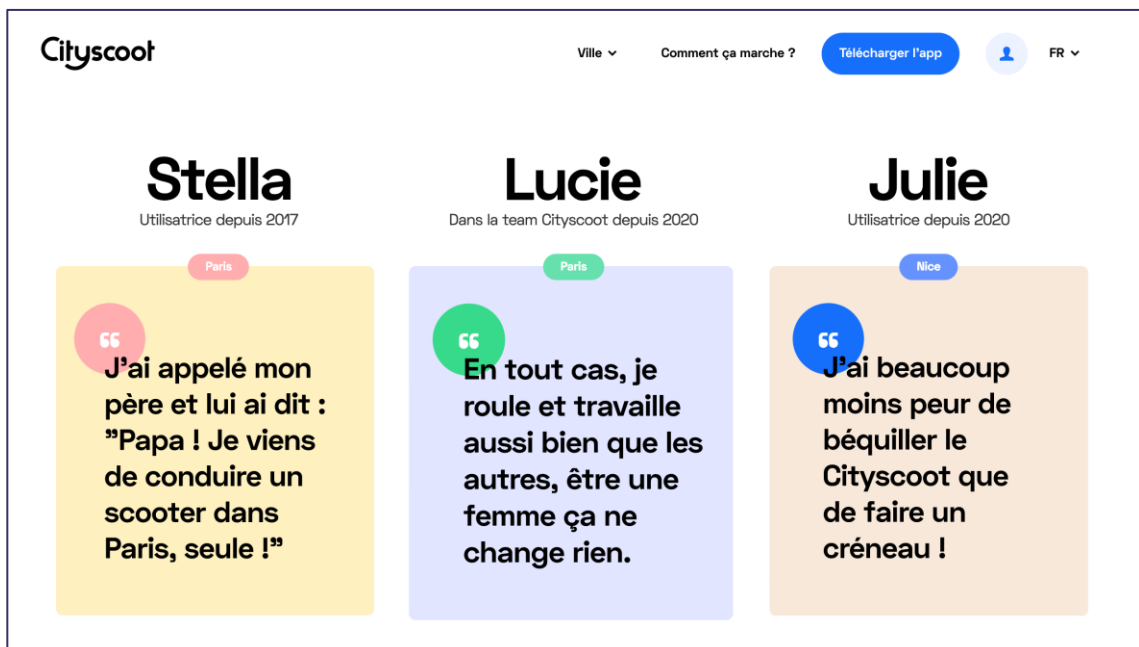 Cityscoot
Ville
Comment ça marche ?
Télécharger l'app
FR
Stella
Utilisatrice depuis 2017
Paris
“
J'ai appelé mon
père et lui ai dit :
”Papa ! Je viens
de conduire un
scooter dans
Paris, seule !”
Lucie
Dans la team Cityscoot depuis 2020
Paris
“
En tout cas, je
roule et travaille
aussi bien que les
autres, être une
femme ça ne
change rien.
Julie
Utilisatrice depuis 2020
Nice
“
J'ai beaucoup
moins peur de
béquiller le
Cityscoot que
de faire un
créneau !